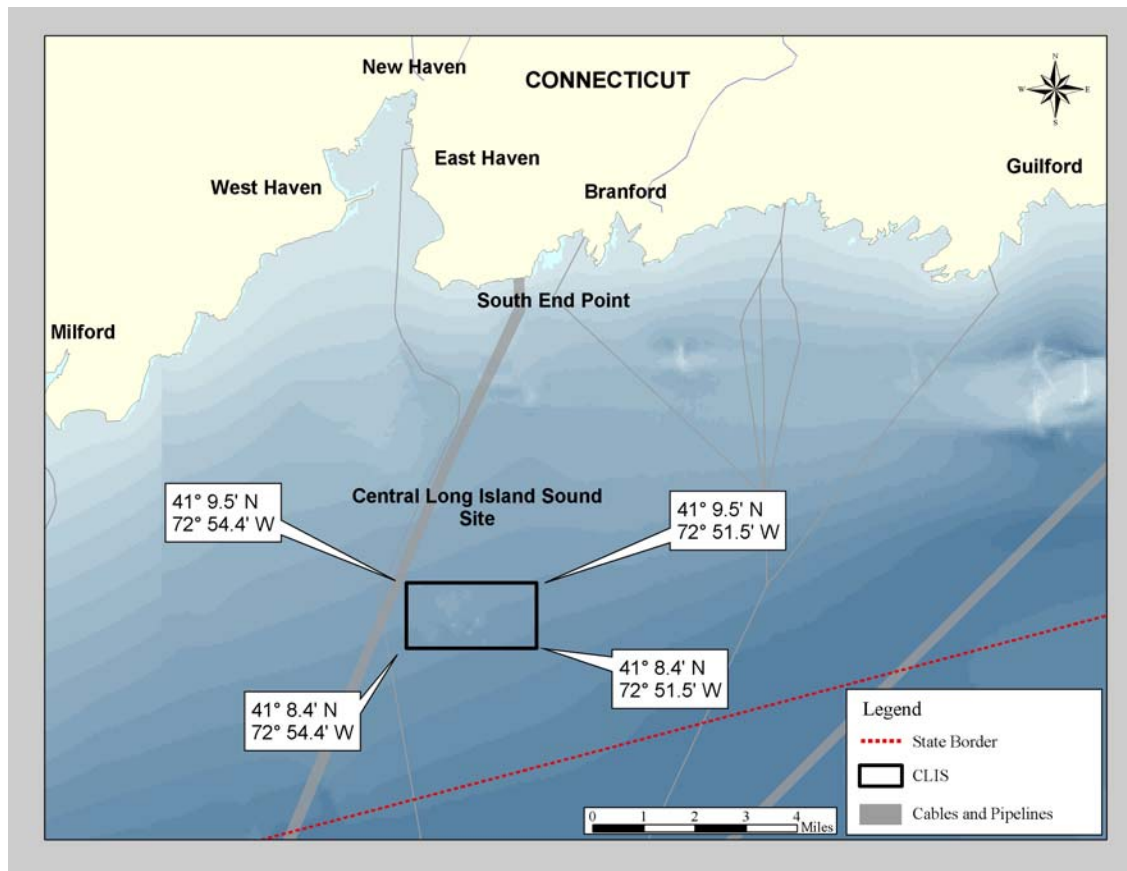 New Haven
CONNECTICUT
N
W
E
S
East Haven
West Haven
Branford
Guilford
South End Point
Milford
Central Long Island Sound
Site
41° 9.5' N
72° 54.4' W
41° 9.5' N
72° 51.5' W
41° 8.4' N
72° 54.4' W
41° 8.4' N
72° 51.5' W
Legend
State Border
CLIS
Cables and Pipelines
0 1 2 3 4
Miles